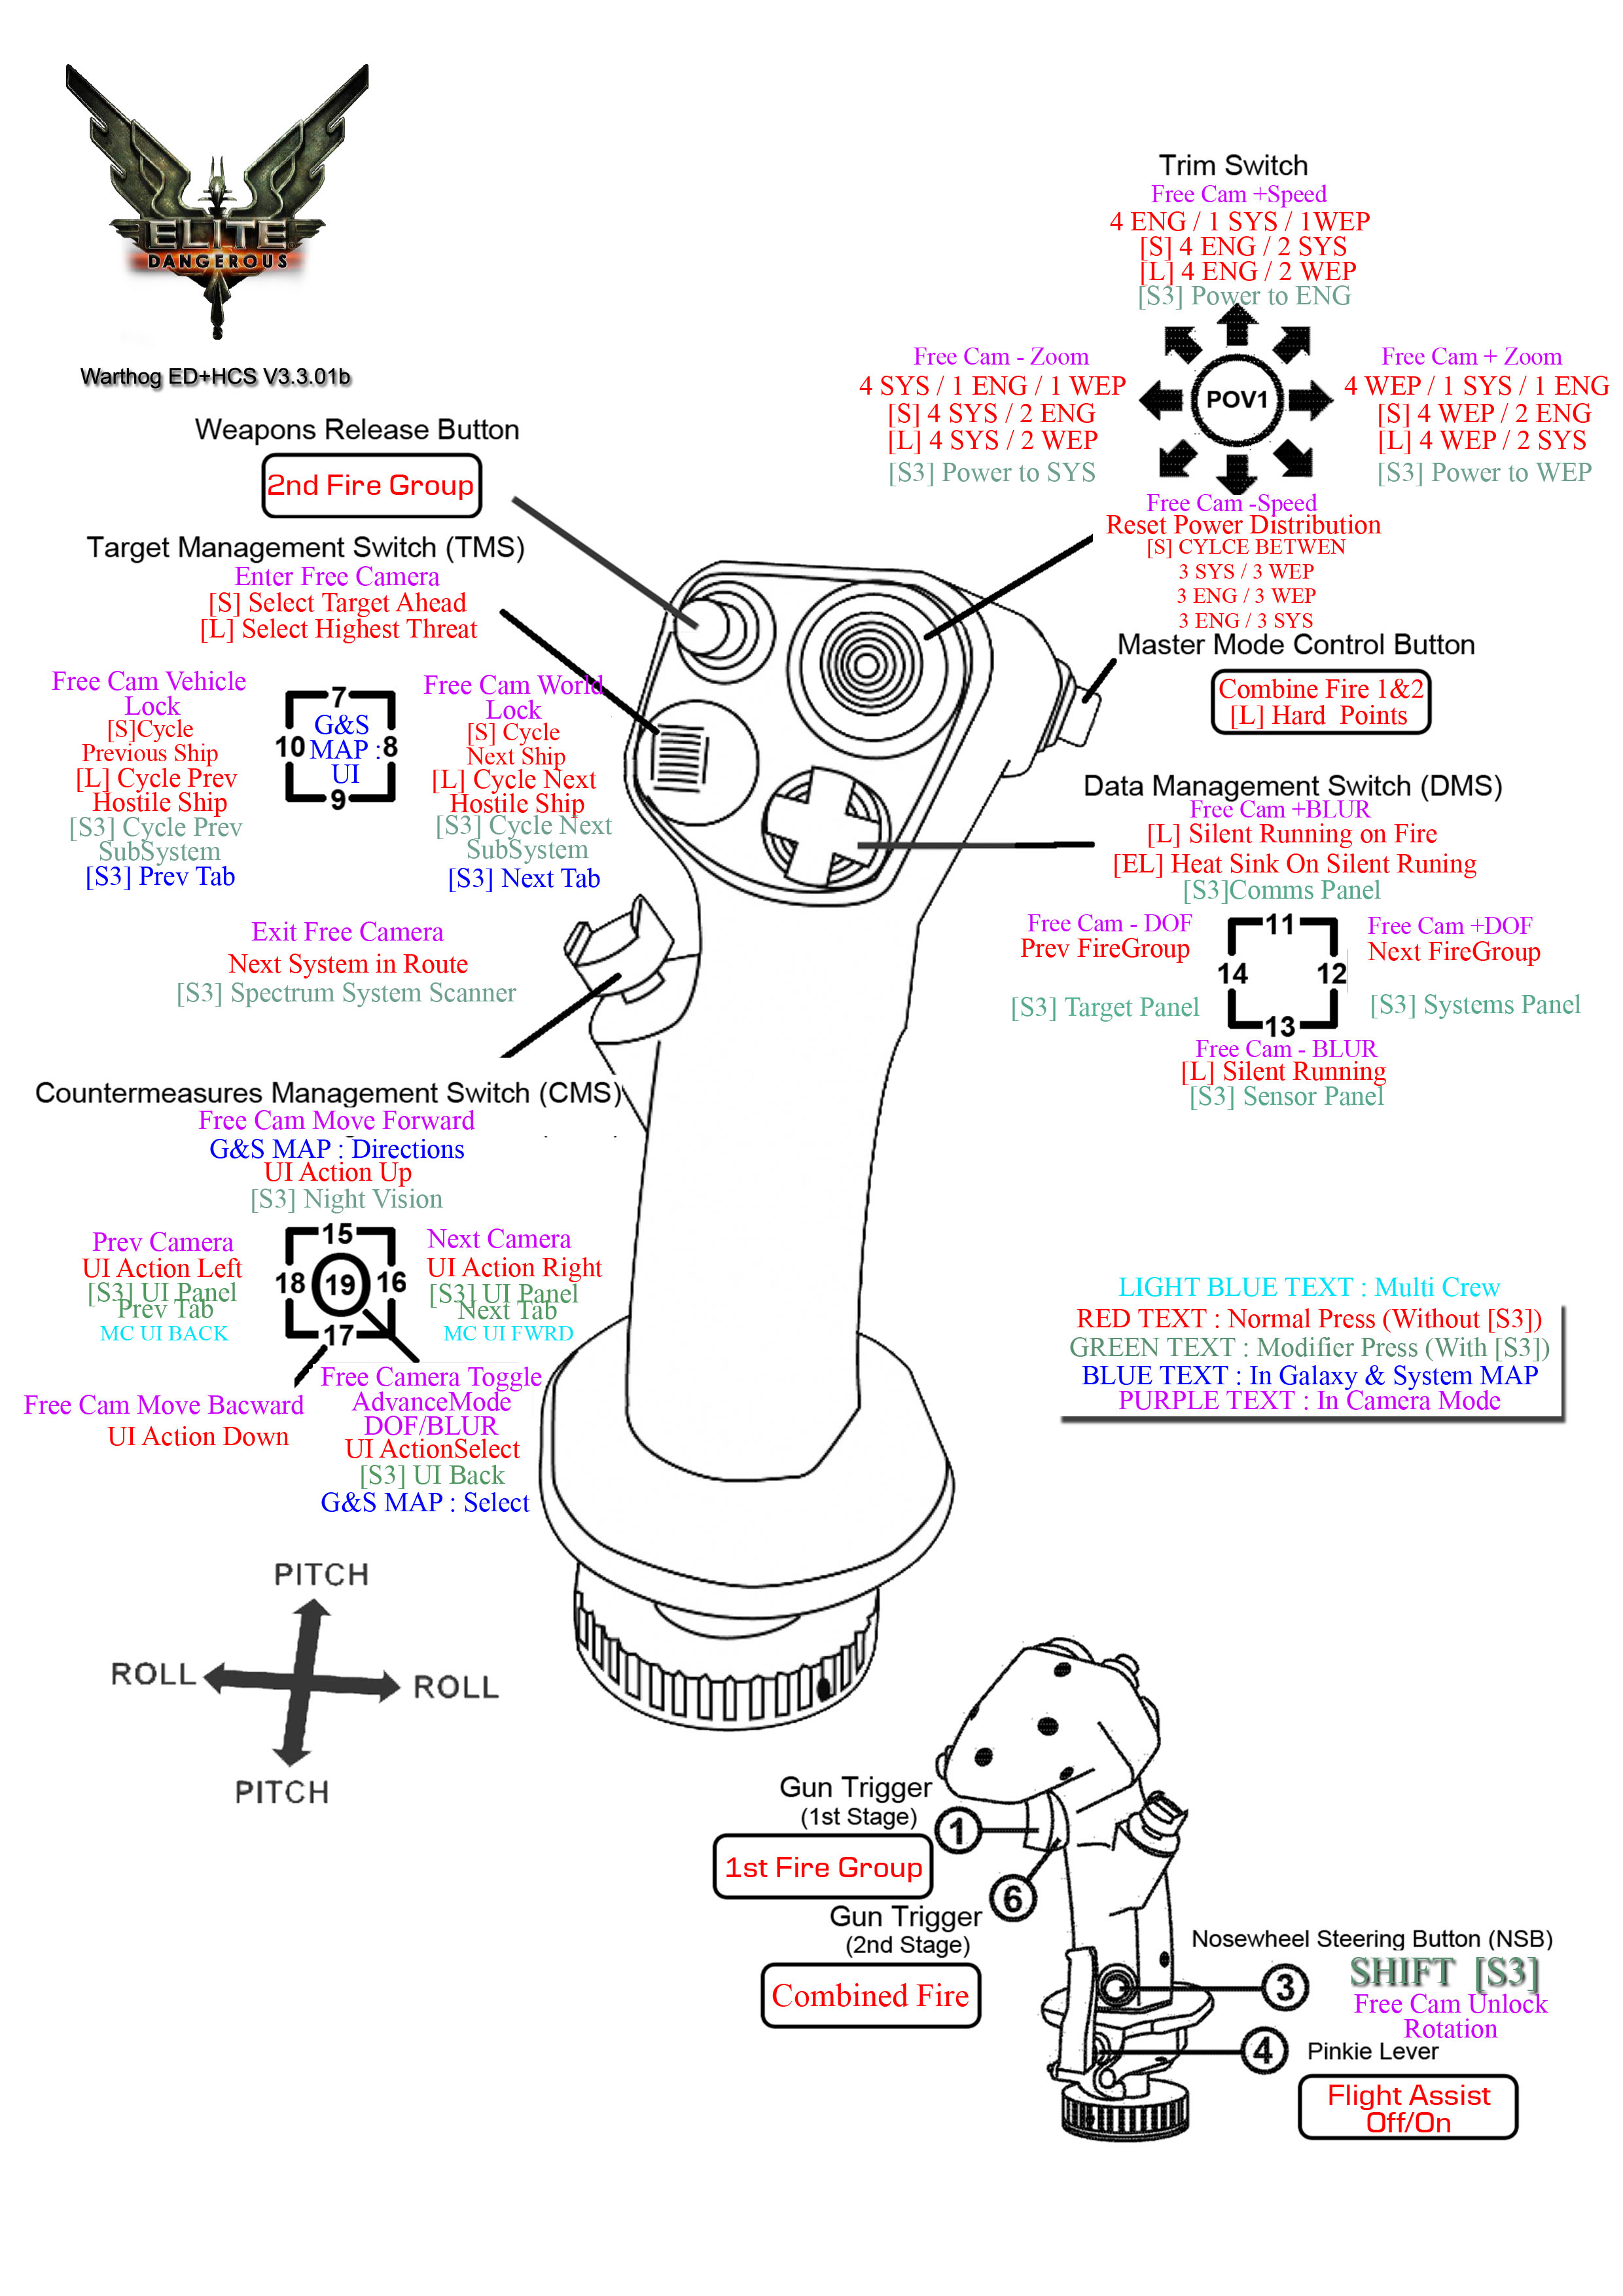 ELITE
DANGEROUS
Warthog ED+HCS V3.3.01b
Trim Switch
Free Cam +Speed
4 ENG / 1 SYS / 1WEP
[S] 4 ENG / 2 SYS
[L] 4 ENG / 2 WEP
[S3] Power to ENG
Free Cam - Zoom
4 SYS / 1 ENG / 1 WEP
[S] 4 SYS / 2 ENG
[L] 4 SYS / 2 WEP
[S3] Power to SYS
POV1
Free Cam + Zoom
4 WEP / 1 SYS / 1 ENG
[S] 4 WEP / 2 ENG
[L] 4 WEP / 2 SYS
[S3] Power to WEP
Free Cam -Speed
Reset Power Distribution
[S] CYLCE BETWEN
3 SYS / 3 WEP
3 ENG / 3 WEP
3 ENG / 3 SYS
Weapons Release Button
2nd Fire Group
Target Management Switch (TMS)
Enter Free Camera
[S] Select Target Ahead
[L] Select Highest Threat
Free Cam Vehicle
Lock
[S]Cycle
Previous Ship
[L] Cycle Prev
Hostile Ship
[S3] Cycle Prev
SubSystem
[S3] Prev Tab
7
G&S
10 MAP : 8
UI
9
Free Cam World
Lock
[S] Cycle
Next Ship
[L] Cycle Next
Hostile Ship
[S3] Cycle Next
SubSystem
[S3] Next Tab
Exit Free Camera
Next System in Route
[S3] Spectrum System Scanner
Master Mode Control Button
Combine Fire 1&2
[L] Hard Points
Data Management Switch (DMS)
Free Cam +BLUR
[L] Silent Running on Fire
[EL] Heat Sink On Silent Runing
[S3]Comms Panel
Free Cam - DOF
Prev FireGroup
[S3] Target Panel
11
14 12
13
Free Cam +DOF
Next FireGroup
[S3] Systems Panel
Free Cam - BLUR
[L] Silent Running
[S3] Sensor Panel
Countermeasures Management Switch (CMS)
Free Cam Move Forward
G&S MAP : Directions
UI Action Up
[S3] Night Vision
Prev Camera
UI Action Left
[S3] UI Panel
Prev Tab
MC UI BACK
15
18 19 16
17
Next Camera
UI Action Right
[S3] UI Panel
Next Tab
MC UI FWRD
Free Cam Move Bacward
UI Action Down
Free Camera Toggle
AdvanceMode
DOF/BLUR
UI ActionSelect
[S3] UI Back
G&S MAP : Select
LIGHT BLUE TEXT : Multi Crew
RED TEXT : Normal Press (Without [S3])
GREEN TEXT : Modifier Press (With [S3])
BLUE TEXT : In Galaxy & System MAP
PURPLE TEXT : In Camera Mode
PITCH
ROLL ROLL
PITCH
Gun Trigger
(1st Stage)
1
1st Fire Group
6
Gun Trigger
(2nd Stage)
Combined Fire
Nosewheel Steering Button (NSB)
3
SHIFT [S3]
Free Cam Unlock
Rotation
4
Pinkie Lever
Flight Assist
Off/On